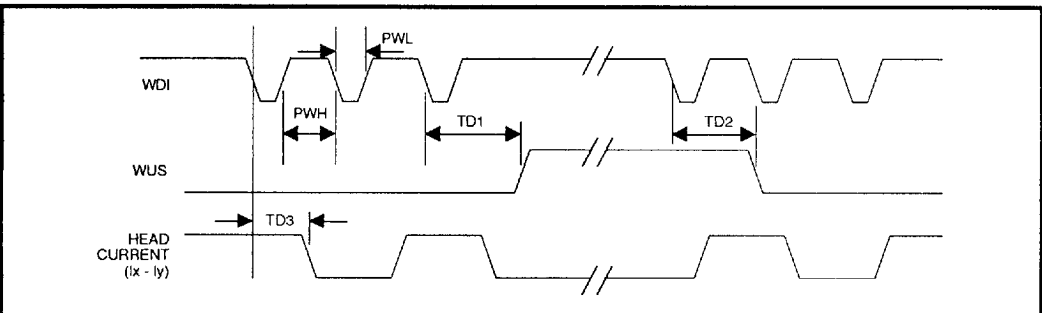 PWL
WDI
PWH
TD1
TD2
WUS
TD3
HEAD
CURRENT
(Ix - Iy)